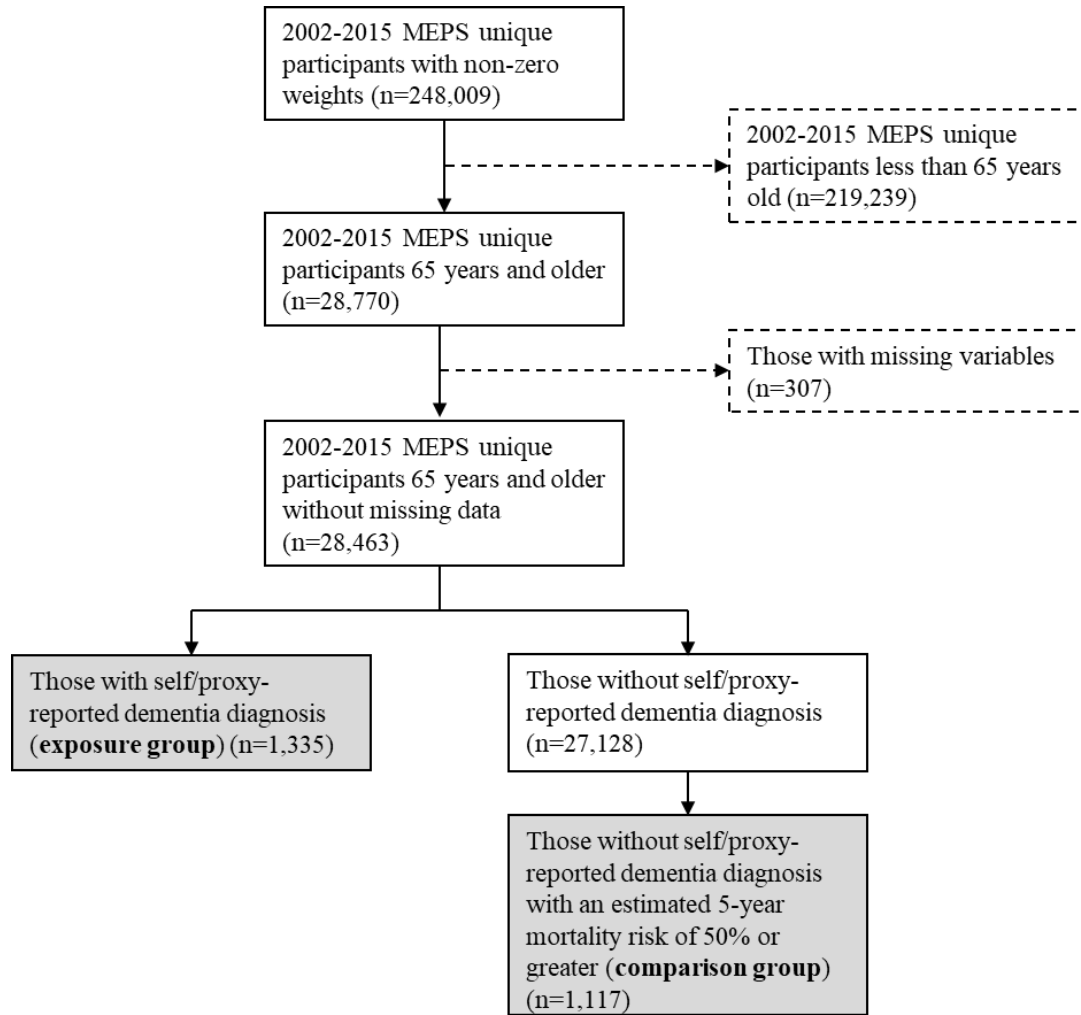 2002-2015 MEPS unique
participants with non-zero
weights (n=248,009)
2002-2015 MEPS unique
participants less than 65 years
old (n=219,239)
2002-2015 MEPS unique
participants 65 years and older
(n=28,770)
Those with missing variables
(n=307)
2002-2015 MEPS unique
participants 65 years and older
without missing data
(n=28,463)
Those with self/proxy-
reported dementia diagnosis
(exposure group) (n=1,335)
Those without self/proxy-
reported dementia diagnosis
(n=27,128)
Those without self/proxy-
reported dementia diagnosis
with an estimated 5-year
mortality risk of 50% or
greater (comparison group)
(n=1,117)